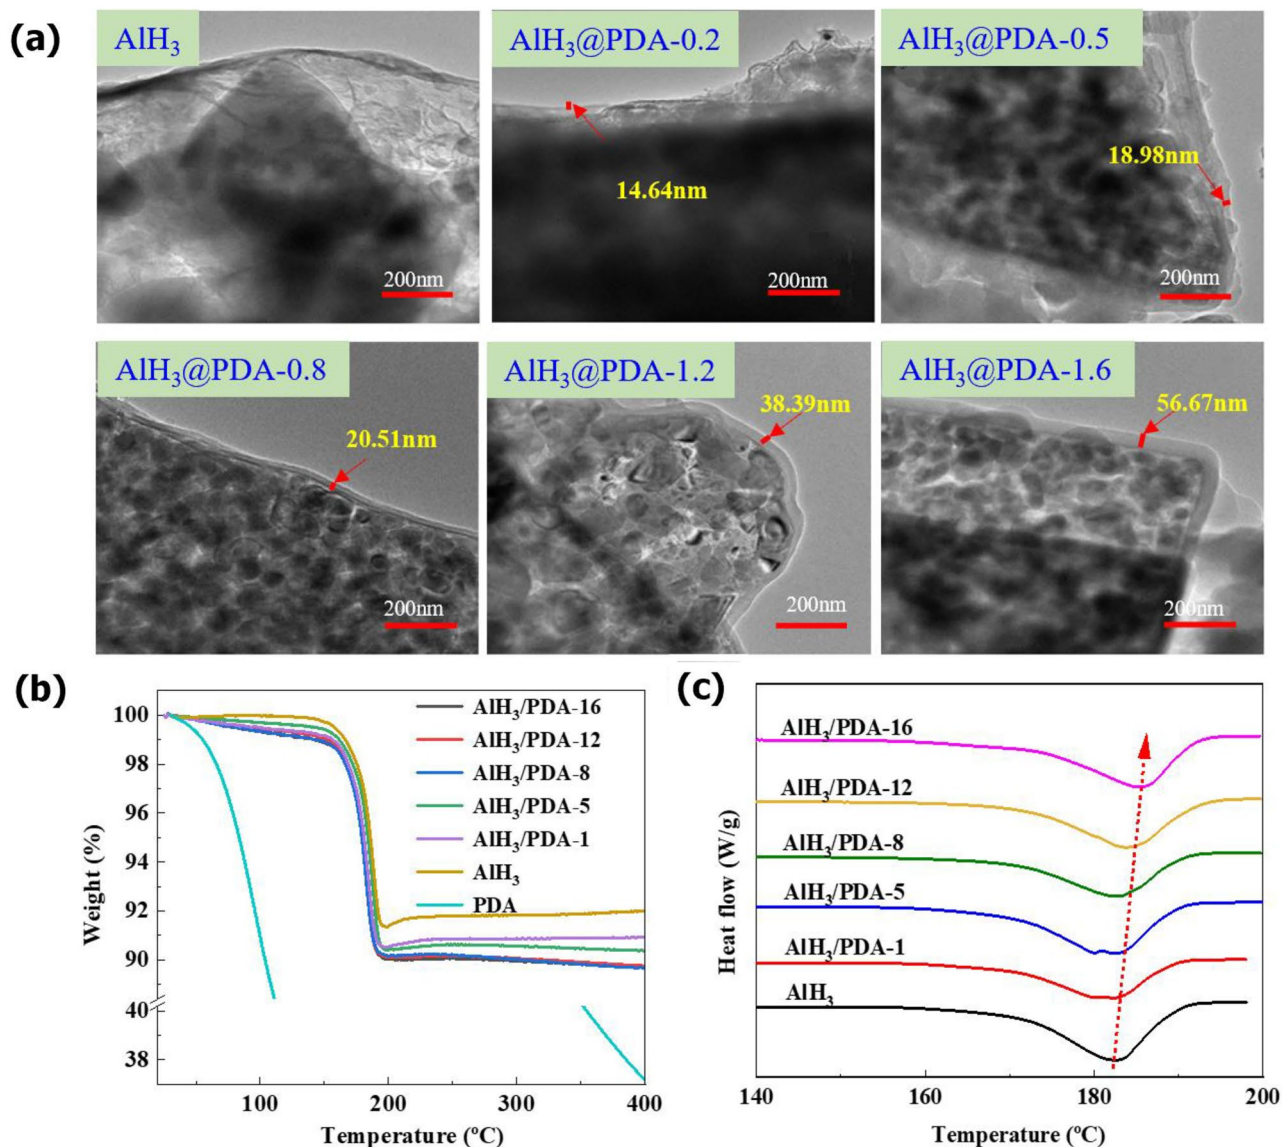 (a)
AlH₃
AlH₃@PDA-0.2
AlH₃@PDA-0.5
14.64nm
18.98nm
200nm
200nm
200nm
AlH₃@PDA-0.8
AlH₃@PDA-1.2
AlH₃@PDA-1.6
20.51nm
38.39nm
56.67nm
200nm
200nm
200nm
(b)
Weight (%)
100
98
96
94
92
90
40
38
AlH₃/PDA-16
AlH₃/PDA-12
AlH₃/PDA-8
AlH₃/PDA-5
AlH₃/PDA-1
AlH₃
PDA
100
200
300
400
Temperature (ºC)
(c)
Heat flow (W/g)
AlH₃/PDA-16
AlH₃/PDA-12
AlH₃/PDA-8
AlH₃/PDA-5
AlH₃/PDA-1
AlH₃
140
160
180
200
Temperature (ºC)